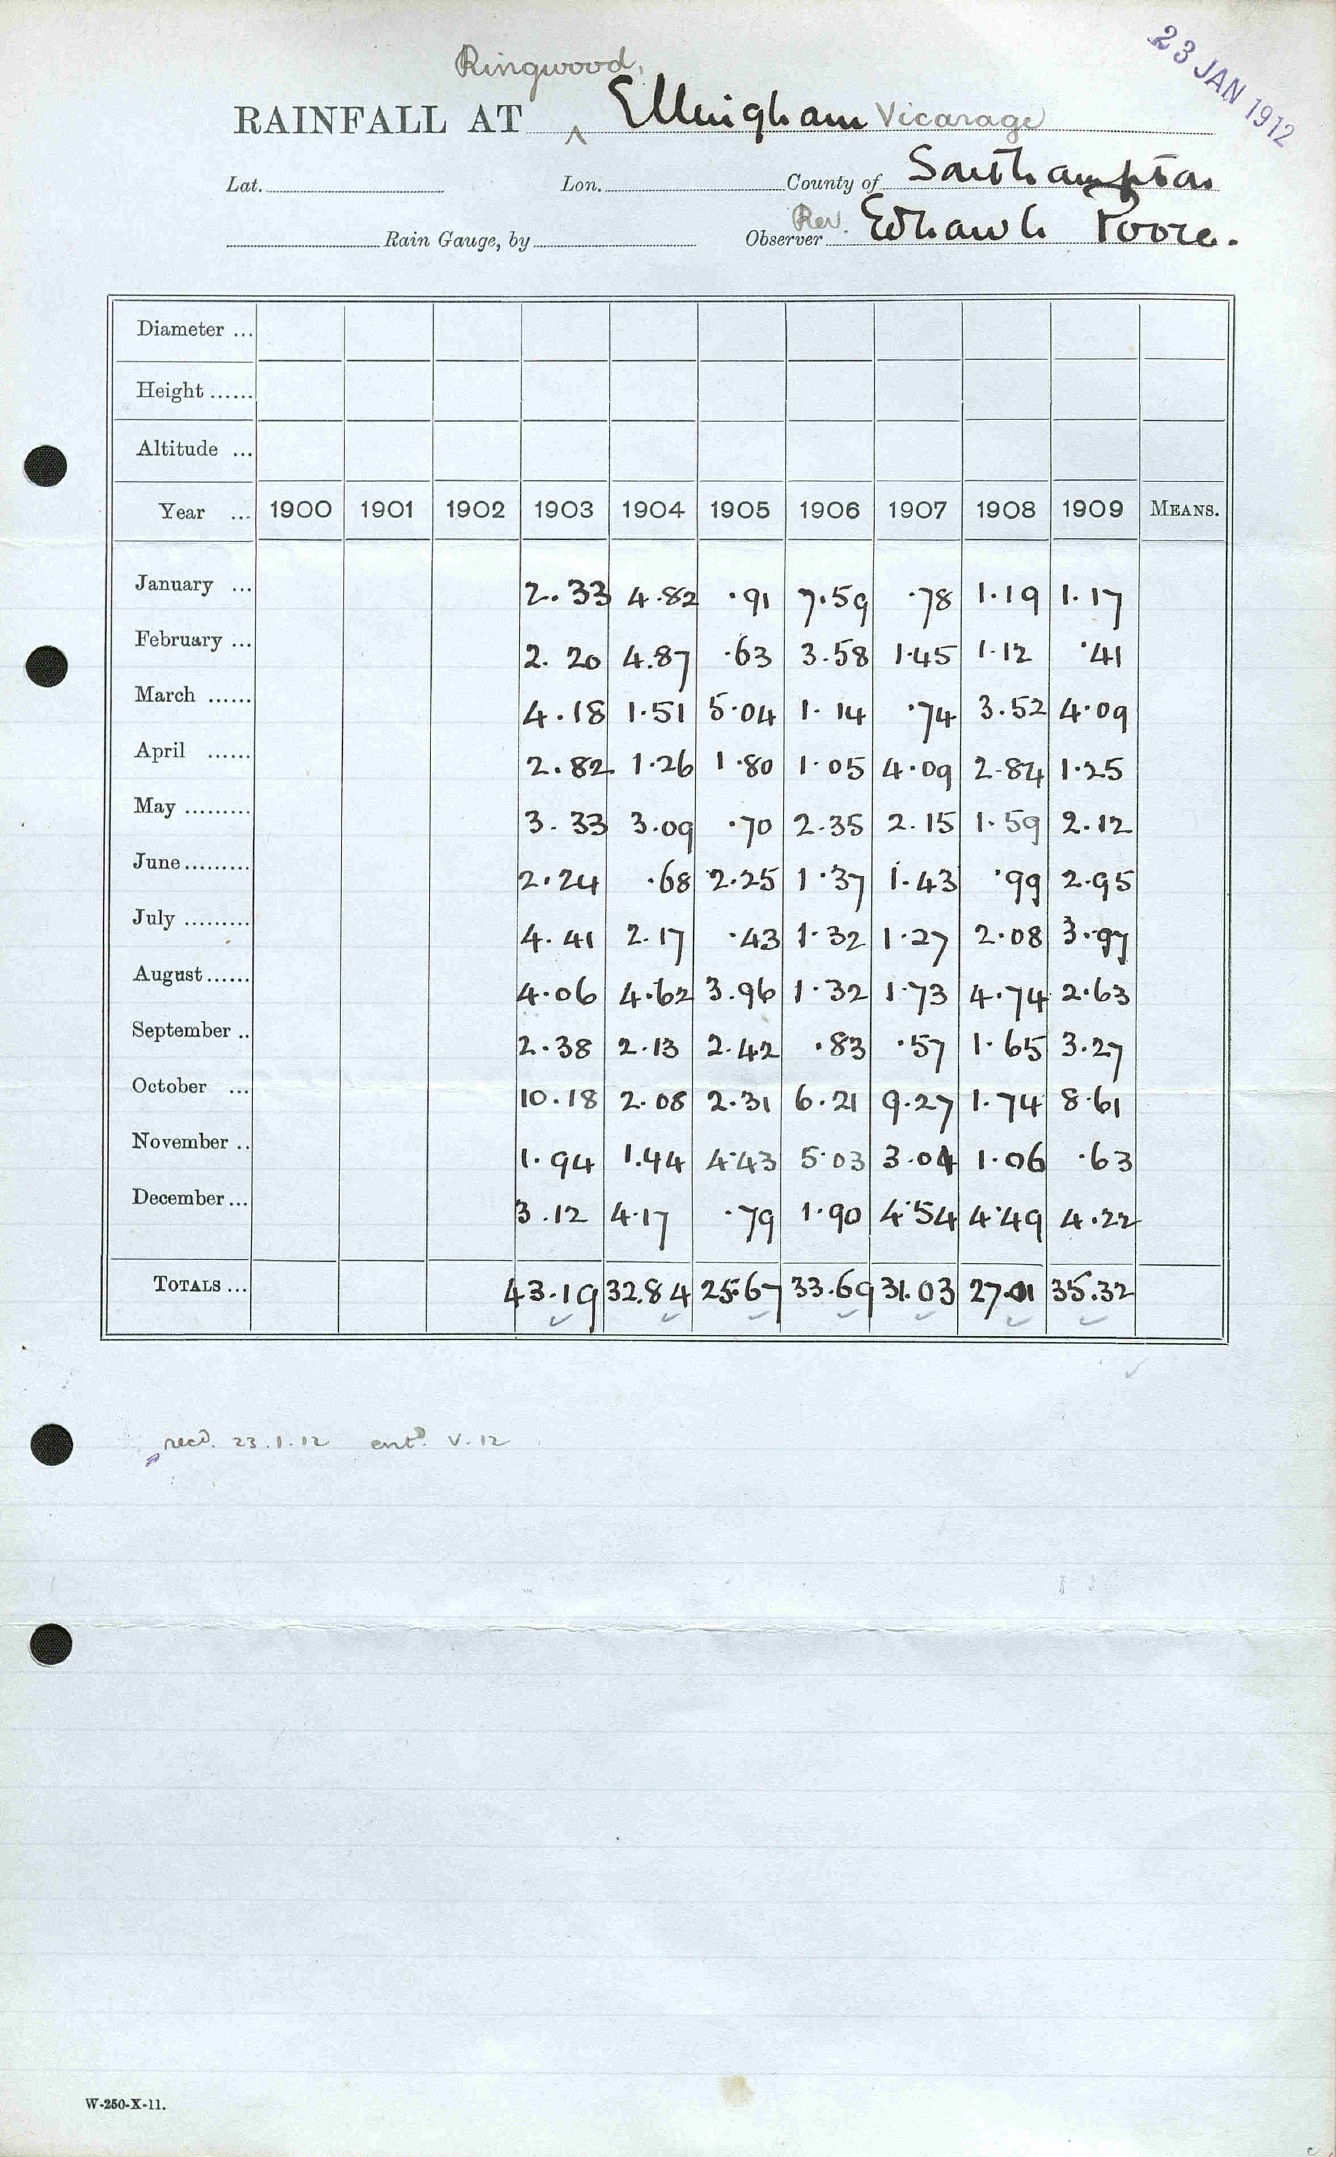 23 JAN 1912
Ringwood,
RAINFALL AT ^ Ellingham Vicarage
Lat. Lon. County of Southampton
Rain Gauge, by Observer Rev. Poore.
Diameter ...
Height ......
Altitude ...
Year ... 1900 1901 1902 1903 1904 1905 1906 1907 1908 1909 MEANS.
January ... 2.33 4.82 .91 7.59 .78 1.19 1.17
February ... 2.20 4.87 .63 3.58 1.45 1.12 .41
March ...... 4.18 1.51 5.04 1.14 .74 3.52 4.09
April ...... 2.82 1.26 1.80 1.05 4.09 2.84 1.25
May ......... 3.33 3.09 .70 2.35 2.15 1.59 2.12
June ......... 2.24 .68 2.25 1.37 1.43 .99 2.95
July ......... 4.41 2.17 .43 1.32 1.27 2.08 3.97
August ...... 4.06 4.62 3.96 1.32 1.73 4.74 2.63
September .. 2.38 2.13 2.42 .83 .57 1.65 3.27
October ... 10.18 2.08 2.31 6.21 9.27 1.74 8.61
November .. 1.94 1.44 4.43 5.03 3.04 1.06 .63
December ... 3.12 4.17 .79 1.90 4.54 4.49 4.22
TOTALS ... 43.19 32.84 25.67 33.69 31.03 27.01 35.32
recd. 23.1.12 entd. V.12
W-250-X-11.